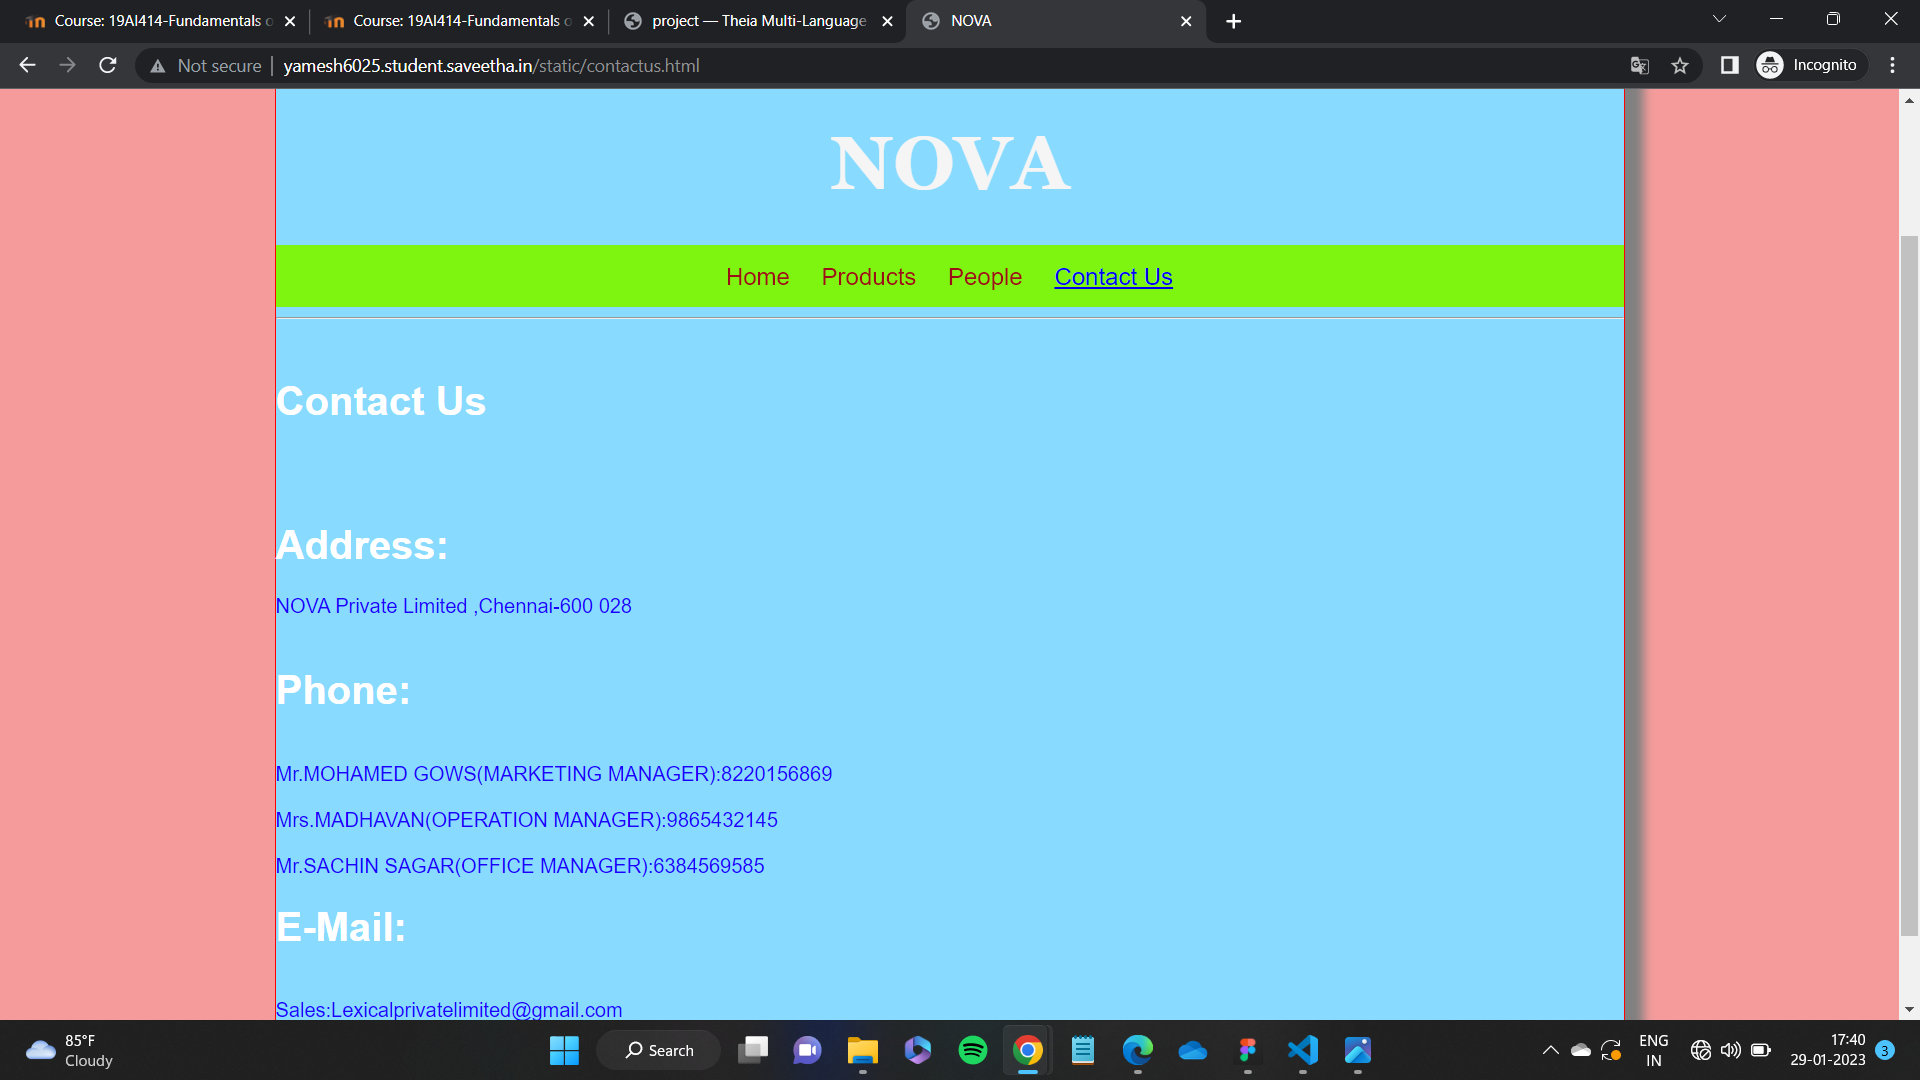 Course: 19AI414-Fundamentals o
Course: 19AI414-Fundamentals o
project — Theia Multi-Language
NOVA
Not secure
yamesh6025.student.saveetha.in/static/contactus.html
Incognito
NOVA
Home Products People Contact Us
Contact Us
Address:
NOVA Private Limited ,Chennai-600 028
Phone:
Mr.MOHAMED GOWS(MARKETING MANAGER):8220156869
Mrs.MADHAVAN(OPERATION MANAGER):9865432145
Mr.SACHIN SAGAR(OFFICE MANAGER):6384569585
E-Mail:
Sales:Lexicalprivatelimited@gmail.com
85°F
Cloudy
Search
ENG
IN
17:40
29-01-2023
3